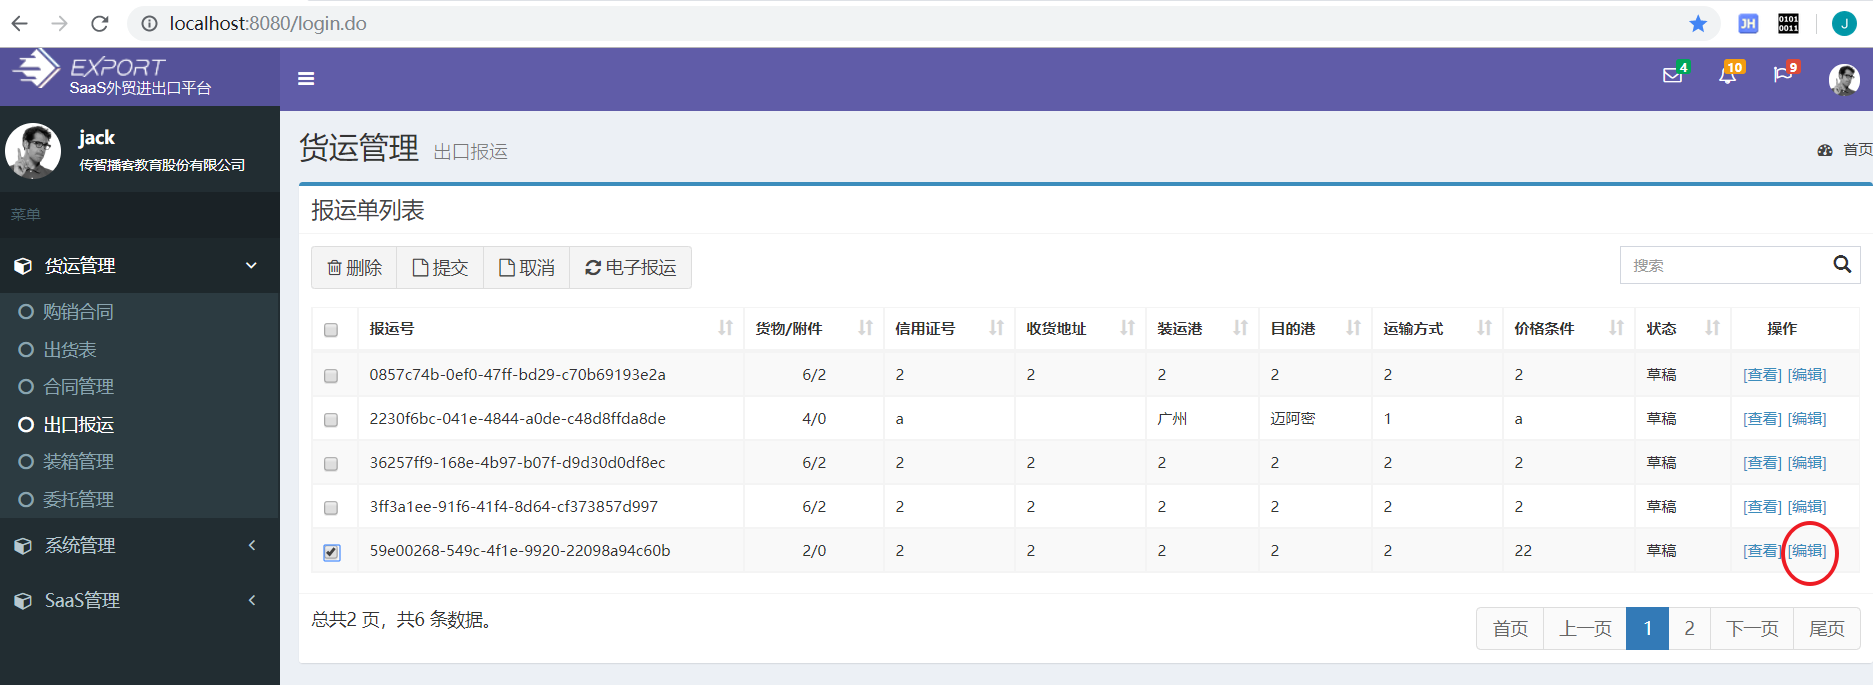 localhost:8080/login.do
JH
0101
0011
J
EXPORT
SaaS外贸进出口平台
4
10
9
jack
传智播客教育股份有限公司
菜单
货运管理
购销合同
出货表
合同管理
出口报运
装箱管理
委托管理
系统管理
SaaS管理
货运管理 出口报运
首页
报运单列表
删除 提交 取消 电子报运
搜索
报运号 货物/附件 信用证号 收货地址 装运港 目的港 运输方式 价格条件 状态 操作
0857c74b-0ef0-47ff-bd29-c70b69193e2a 6/2 2 2 2 2 2 2 草稿 [查看] [编辑]
2230f6bc-041e-4844-a0de-c48d8ffda8de 4/0 a 广州 迈阿密 1 a 草稿 [查看] [编辑]
36257ff9-168e-4b97-b07f-d9d30d0df8ec 6/2 2 2 2 2 2 2 草稿 [查看] [编辑]
3ff3a1ee-91f6-41f4-8d64-cf373857d997 6/2 2 2 2 2 2 2 草稿 [查看] [编辑]
59e00268-549c-4f1e-9920-22098a94c60b 2/0 2 2 2 2 2 22 草稿 [查看] [编辑]
总共2 页，共6 条数据。
首页 上一页 1 2 下一页 尾页